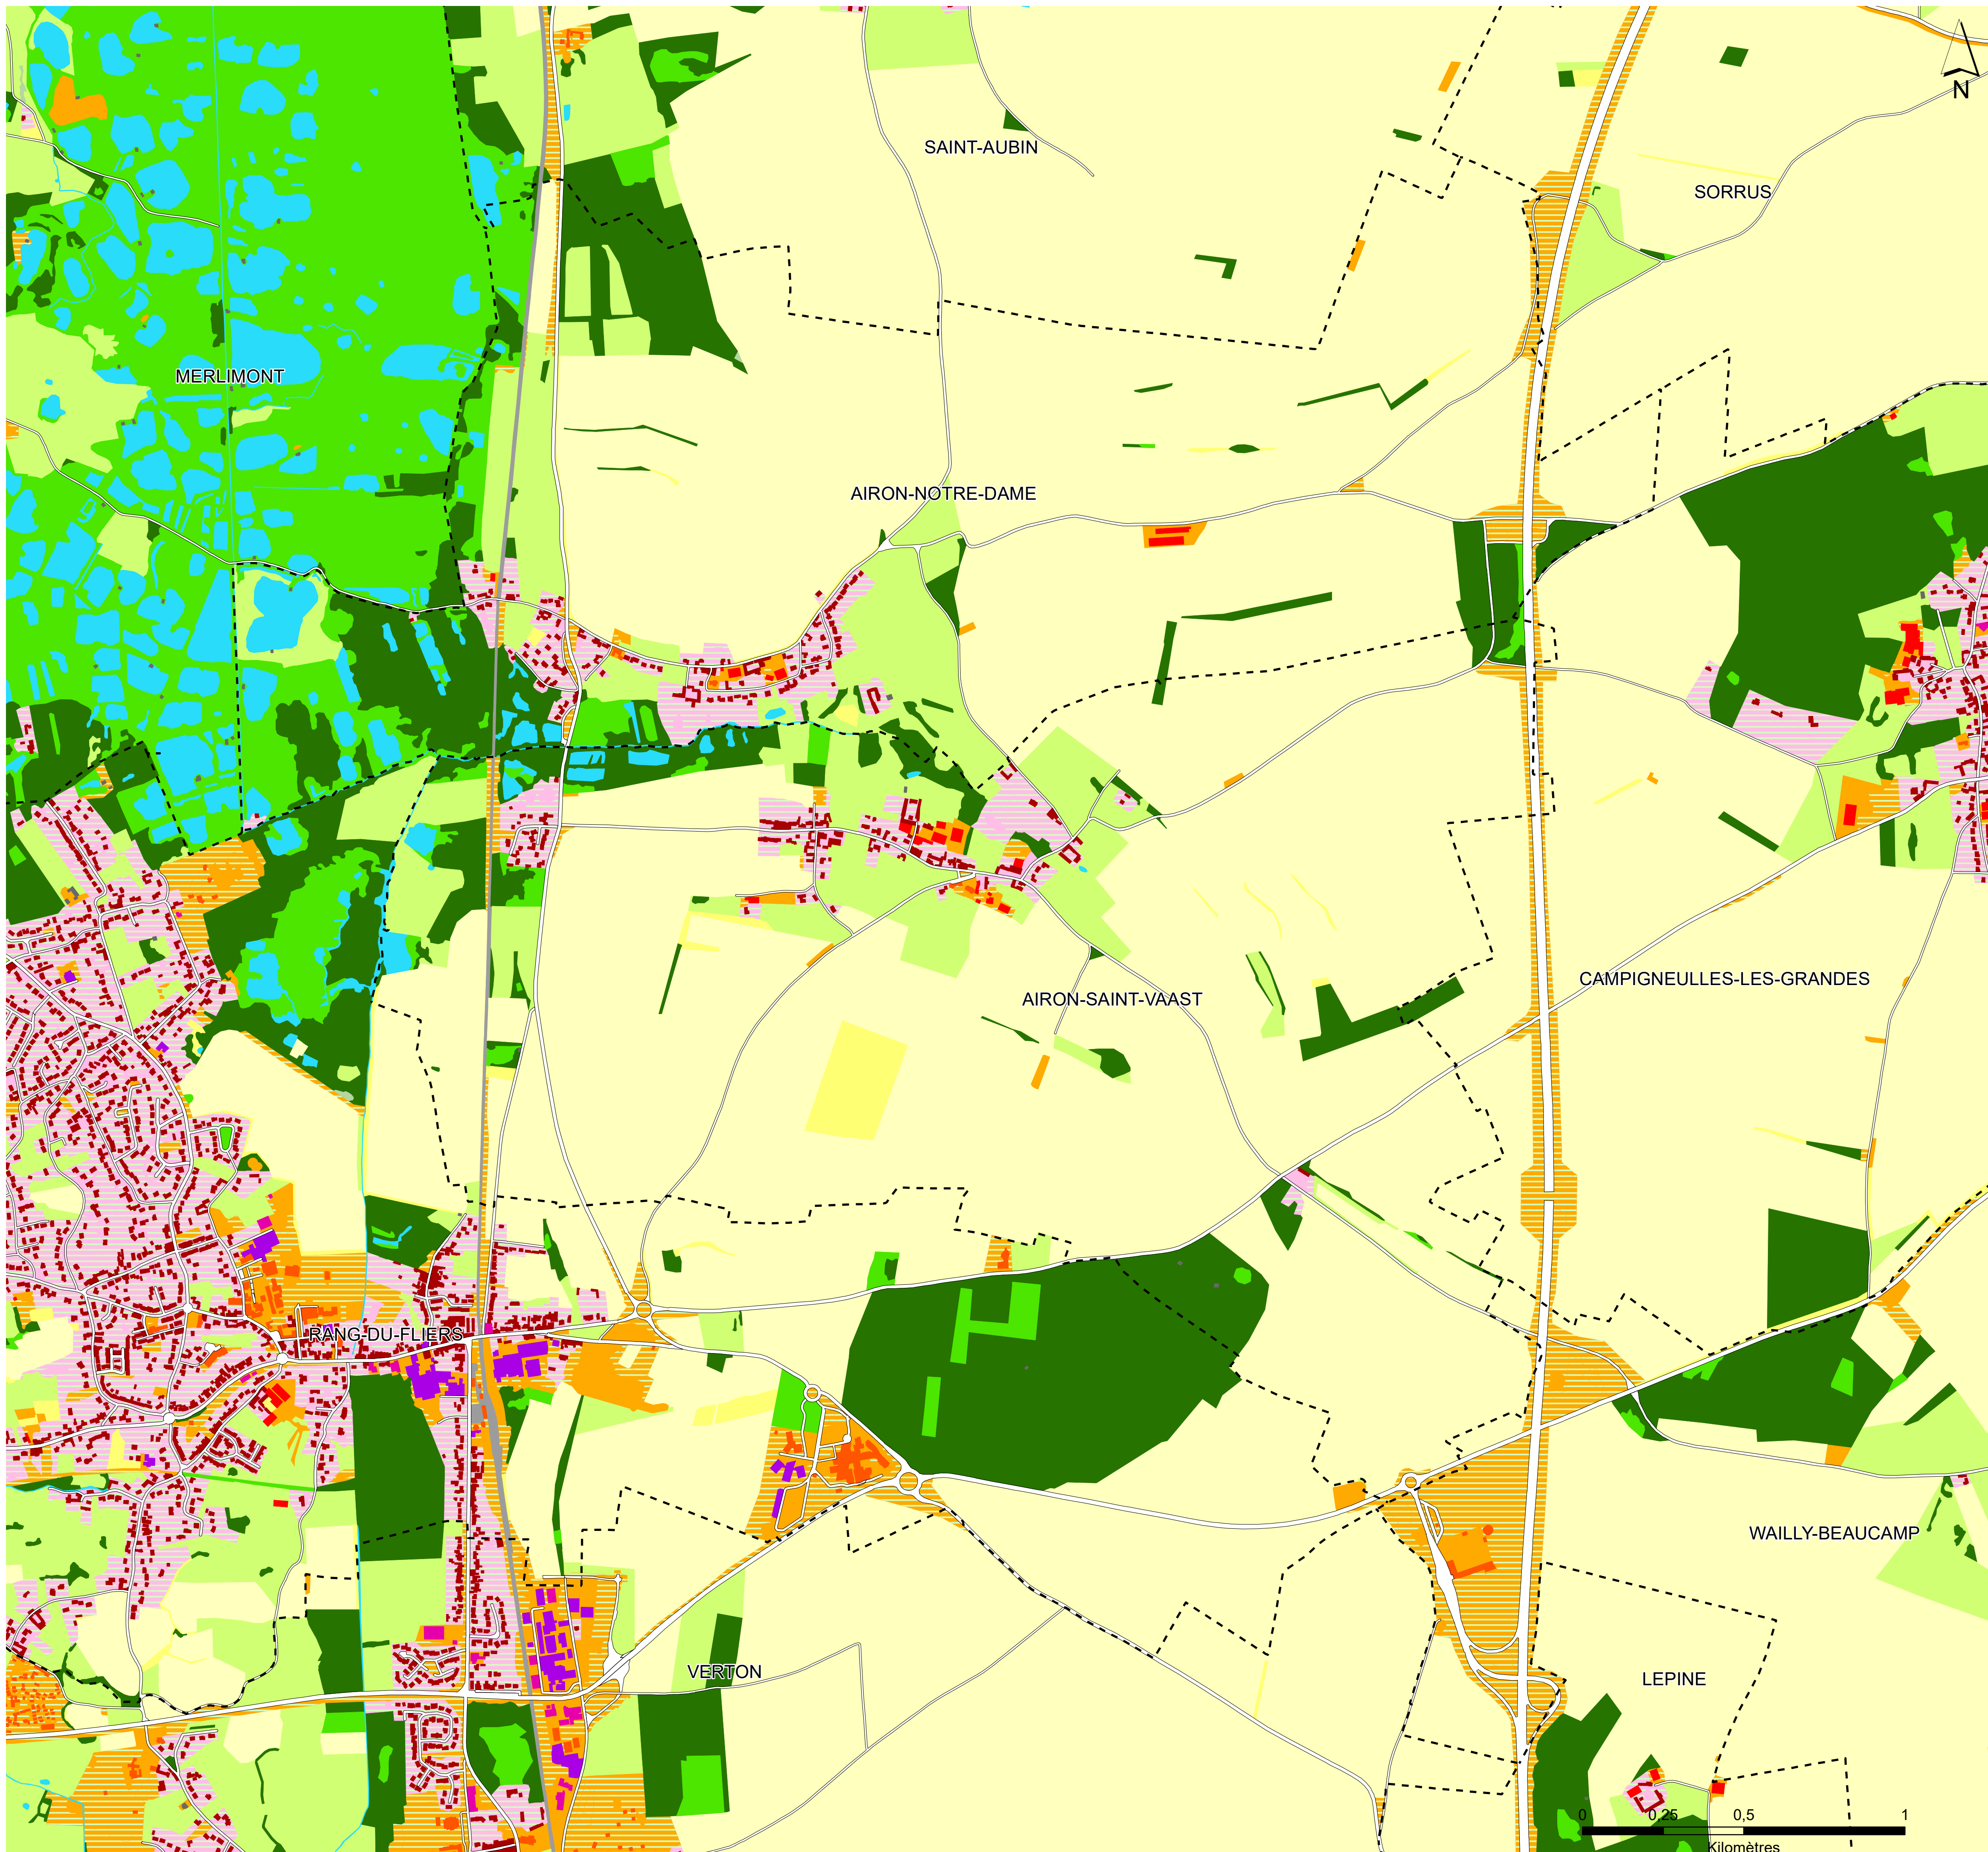 N
SAINT-AUBIN
SORRUS
MERLIMONT
AIRON-NOTRE-DAME
CAMPIGNEULLES-LES-GRANDES
AIRON-SAINT-VAAST
RANG-DU-FLIERS
WAILLY-BEAUCAMP
VERTON
LEPINE
0 0,25 0,5 1
Kilomètres